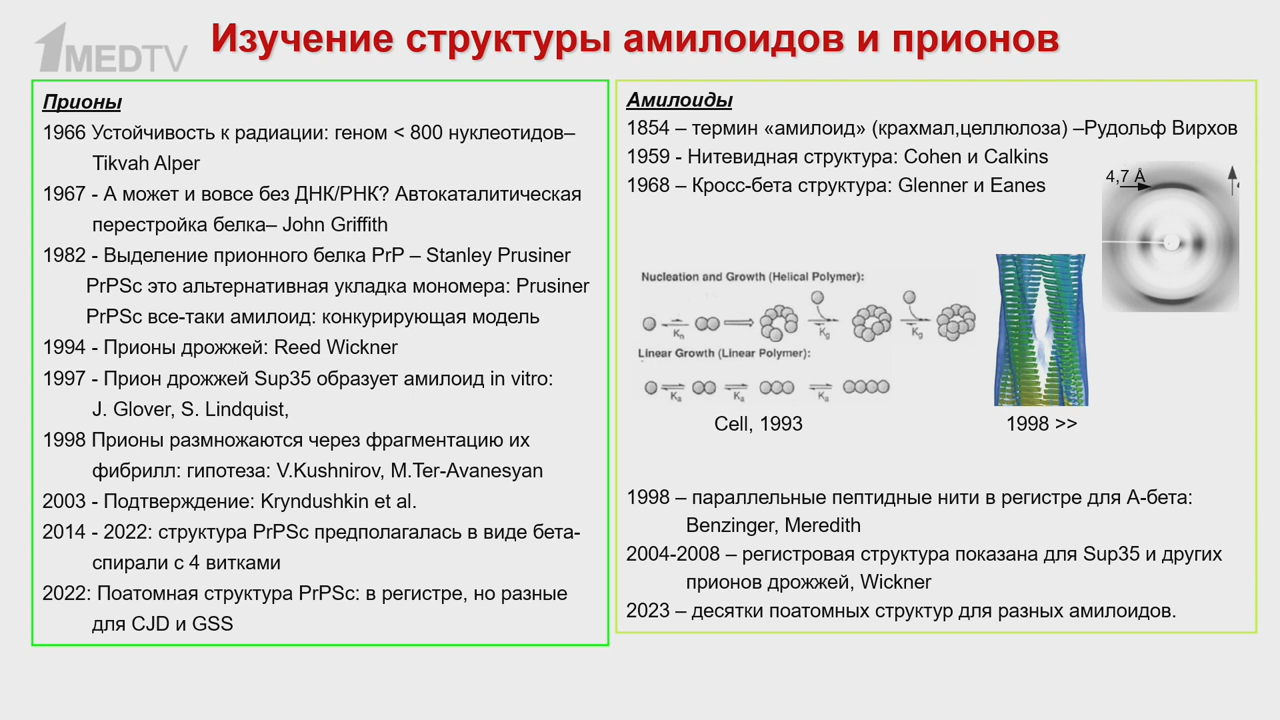 1MEDTV
Изучение структуры амилоидов и прионов
Прионы
1966 Устойчивость к радиации: геном < 800 нуклеотидов–
Tikvah Alper
1967 - А может и вовсе без ДНК/РНК? Автокаталитическая
перестройка белка– John Griffith
1982 - Выделение прионного белка PrP – Stanley Prusiner
PrPSc это альтернативная укладка мономера: Prusiner
PrPSc все-таки амилоид: конкурирующая модель
1994 - Прионы дрожжей: Reed Wickner
1997 - Прион дрожжей Sup35 образует амилоид in vitro:
J. Glover, S. Lindquist,
1998 Прионы размножаются через фрагментацию их
фибрилл: гипотеза: V.Kushnirov, M.Ter-Avanesyan
2003 - Подтверждение: Kryndushkin et al.
2014 - 2022: структура PrPSc предполагалась в виде бета-
спирали с 4 витками
2022: Поатомная структура PrPSc: в регистре, но разные
для CJD и GSS
Амилоиды
1854 – термин «амилоид» (крахмал,целлюлоза) –Рудольф Вирхов
1959 - Нитевидная структура: Cohen и Calkins
1968 – Кросс-бета структура: Glenner и Eanes
4,7 Å
Nucleation and Growth (Helical Polymer):
Kn Kg Kg
Linear Growth (Linear Polymer):
Ka Ka Ka
Cell, 1993
1998 >>
1998 – параллельные пептидные нити в регистре для А-бета:
Benzinger, Meredith
2004-2008 – регистровая структура показана для Sup35 и других
прионов дрожжей, Wickner
2023 – десятки поатомных структур для разных амилоидов.